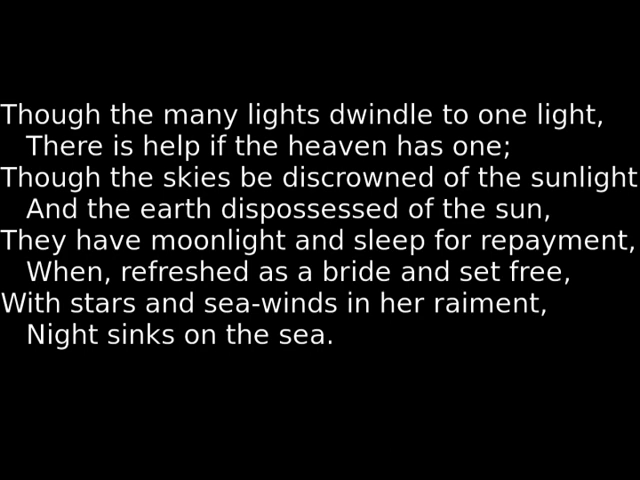 Though the many lights dwindle to one light,
There is help if the heaven has one;
Though the skies be discrowned of the sunlight
And the earth dispossessed of the sun,
They have moonlight and sleep for repayment,
When, refreshed as a bride and set free,
With stars and sea-winds in her raiment,
Night sinks on the sea.